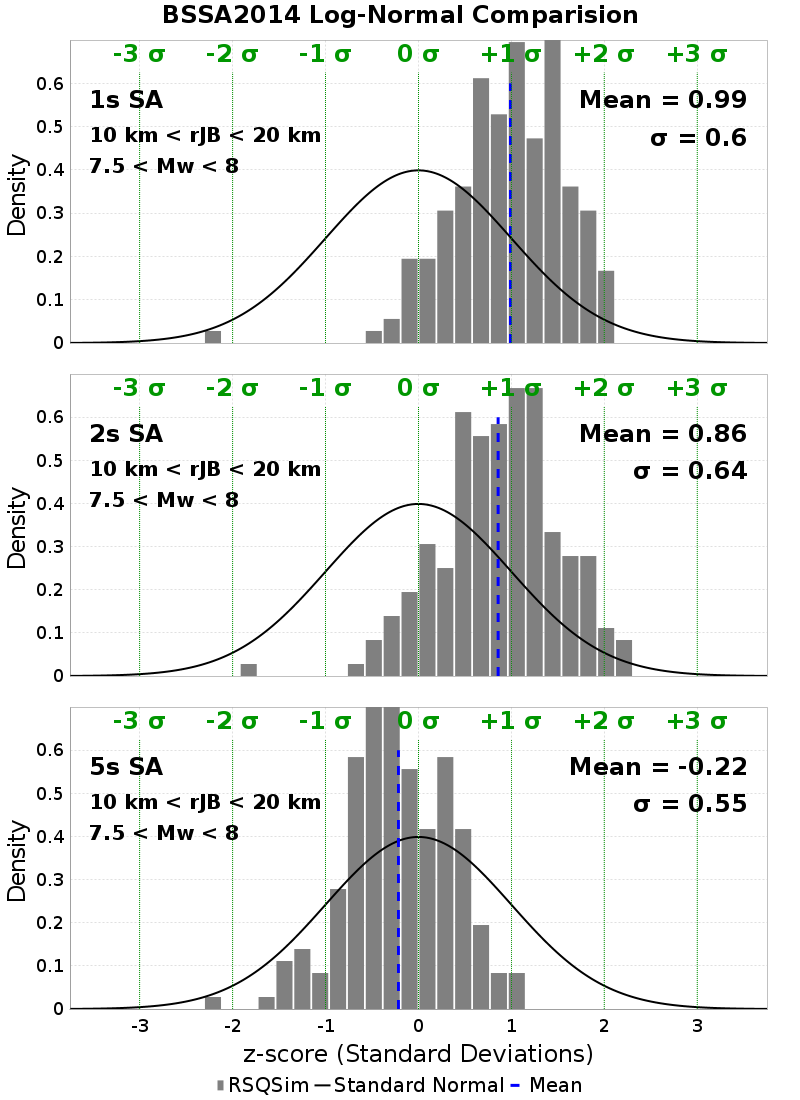 BSSA2014 Log-Normal Comparision
-3 σ -2 σ -1 σ 0 σ +1 σ +2 σ +3 σ
1s SA
10 km < rJB < 20 km
7.5 < Mw < 8
Mean = 0.99
σ = 0.6
Density
0.6
0.5
0.4
0.3
0.2
0.1
0
-3 σ -2 σ -1 σ 0 σ +1 σ +2 σ +3 σ
2s SA
10 km < rJB < 20 km
7.5 < Mw < 8
Mean = 0.86
σ = 0.64
Density
0.6
0.5
0.4
0.3
0.2
0.1
0
-3 σ -2 σ -1 σ 0 σ +1 σ +2 σ +3 σ
5s SA
10 km < rJB < 20 km
7.5 < Mw < 8
Mean = -0.22
σ = 0.55
Density
0.6
0.5
0.4
0.3
0.2
0.1
0
-3 -2 -1 0 1 2 3
z-score (Standard Deviations)
RSQSim Standard Normal Mean